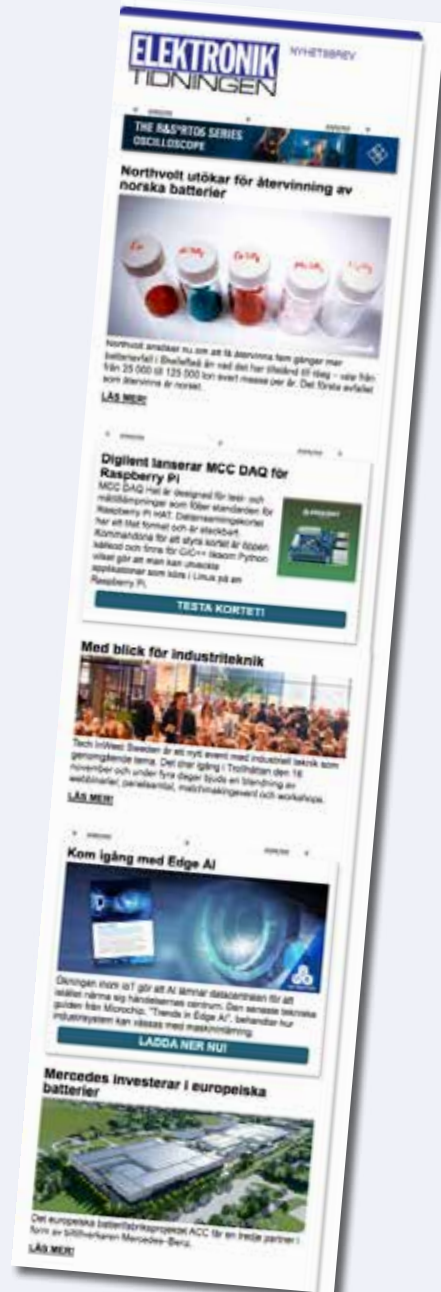 ELEKTRONIK
TIDNINGEN
NYHETSBREV
THE R&S®RTO6 SERIES
OSCILLOSCOPE
Northvolt utökar för återvinning av
norska batterier
Northvolt ansöker nu om att få återvinna fem gånger mer
batteriavfall i Skellefteå än vad det har tillstånd till idag – upp från
från 25 000 till 125 000 ton svart massa per år. Det första avfallet
som återvinns är norskt.
LÄS MER!
Digilent lanserar MCC DAQ för
Raspberry Pi
MCC DAQ Hat är designad för test- och
mättillämpningar som följer standarden för
Raspberry Pi HAT. Datainsamlingskortet
har ett litet format och är stackbart.
Kommandona för att styra kortet är öppen
källkod och finns för C/C++ liksom Python
vilket gör att man kan utveckla
applikationer som körs i Linux på en
Raspberry Pi.
TESTA KORTET!
Med blick för industriteknik
Tech InWest Sweden är ett nytt event med industriell teknik som
genomgående tema. Det drar igång i Trollhättan den 16
november och under fyra dagar bjuds en blandning av
webbinarier, panelsamtal, matchmakingevent och workshops.
LÄS MER!
Kom igång med Edge AI
Ökningen inom IoT gör att AI lämnar datacentralen för att
istället närma sig händelsernas centrum. Den senaste tekniska
guiden från Microchip, "Trends in Edge AI", behandlar hur
industrisystem kan vässas med maskininlärning.
LADDA NER NU!
Mercedes investerar i europeiska
batterier
Det europeiska batterifabriksprojektet ACC får en tredje partner i
form av biltillverkaren Mercedes-Benz.
LÄS MER!